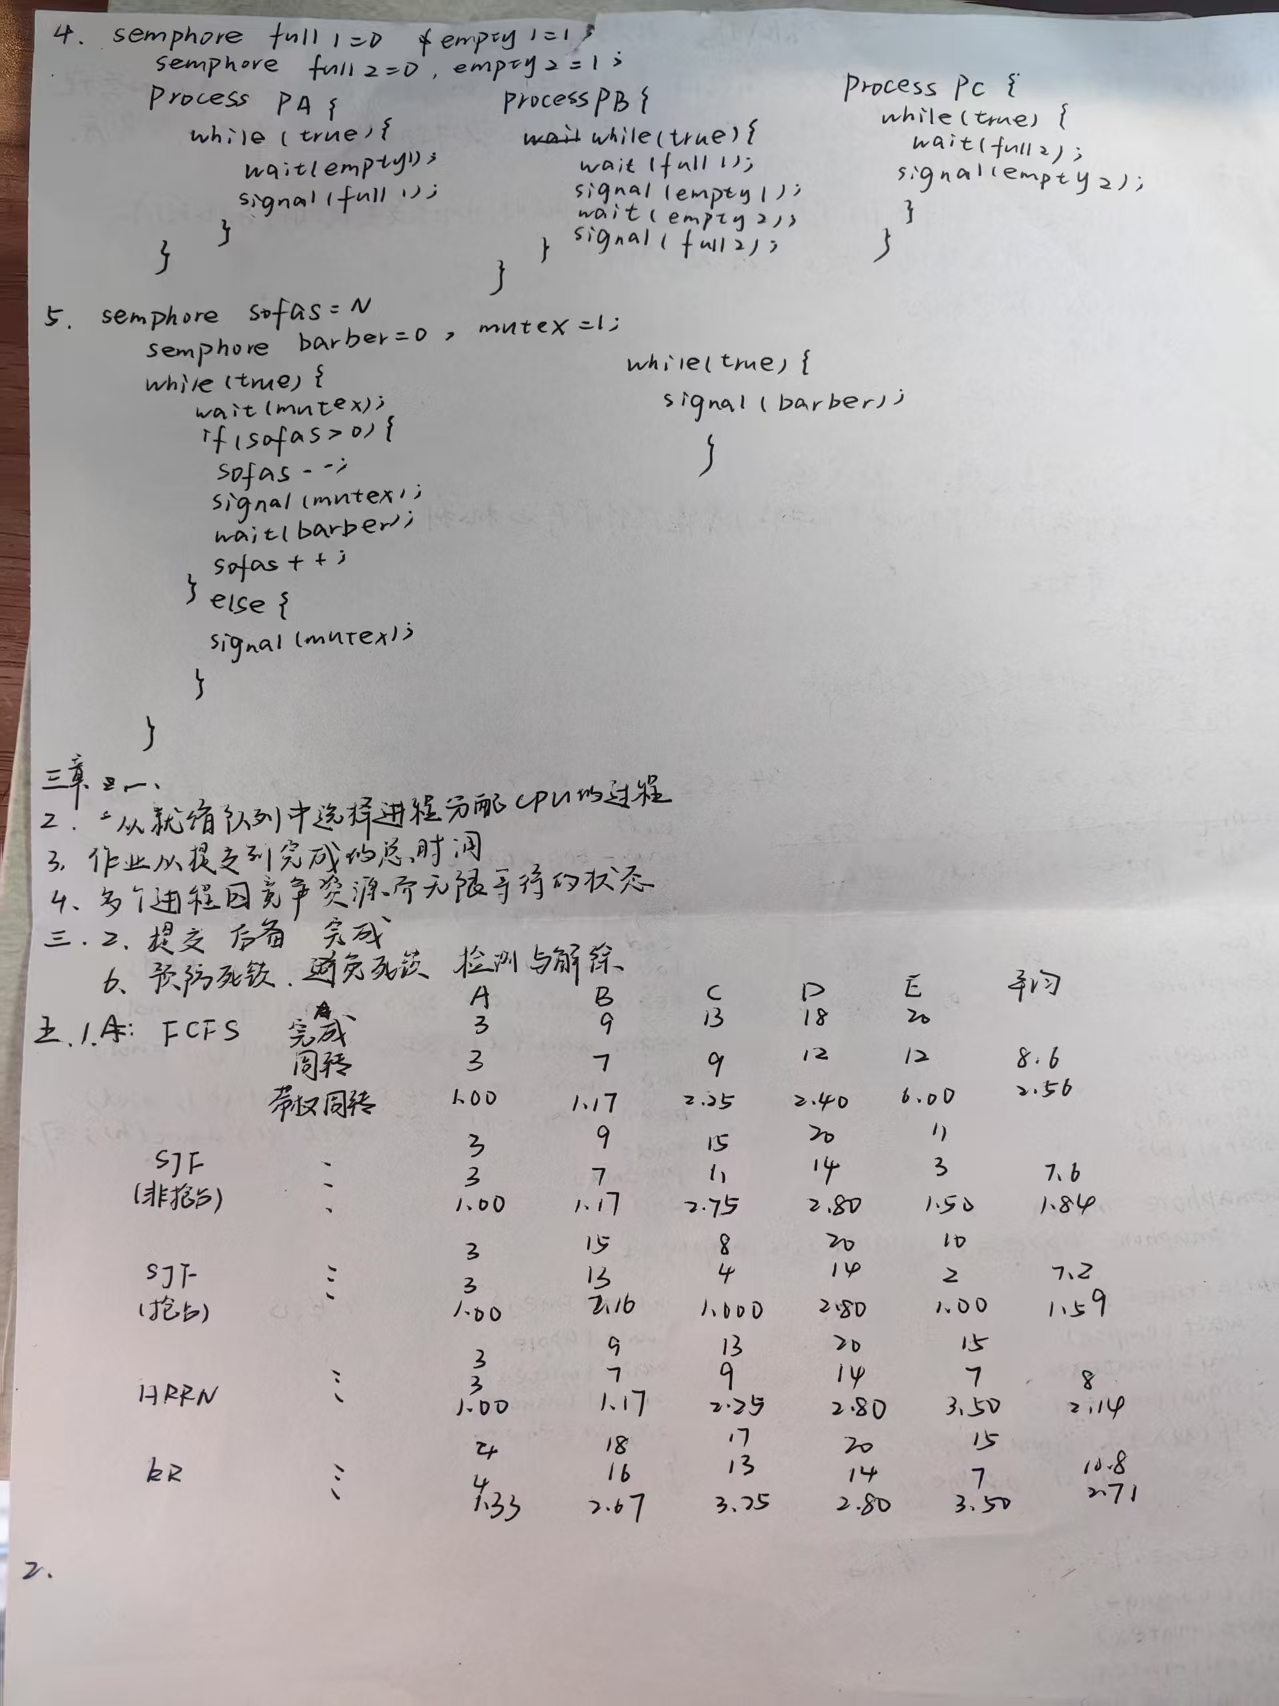 4. semphore full1=0 empty1=1;
semphore full2=0, empty2=1;
Process PA { process PB { Process PC {
while(true){ while(true){ while(true) {
wait(empty1); wait(full1); wait(full2);
signal(full1); signal(empty1); signal(empty2);
} wait(empty2); }
} signal(full2); }
}
}
5. semphore sofas=N
semphore barber=0, mutex=1;
while(true){ while(true){
wait(mutex); signal(barber);
if(sofas>0){ }
sofas--;
signal(mutex);
wait(barber);
sofas++;
} else {
signal(mutex);
}
}
三章 一、
2. 从就绪队列中选择进程分配CPU的过程
3. 作业从提交到完成的总时间
4、多个进程因竞争资源而无限等待的状态
三.2. 提交 后备 完成
6、预防死锁、避免死锁 检测与解除
A B C D E 平均
五.1. FCFS 完成 3 9 13 18 20
周转 3 7 9 12 12 8.6
带权周转 1.00 1.17 2.25 2.40 6.00 2.56
3 9 15 20 11
SJF 3 7 11 14 3 7.6
(非抢占) 1.00 1.17 2.75 2.80 1.50 1.84
3 15 8 20 10
SJF 3 13 4 14 2 7.2
(抢占) 1.00 2.16 1.000 2.80 1.00 1.59
3 9 13 20 15
3 7 9 14 7 8
HRRN 1.00 1.17 2.25 2.80 3.50 2.14
4 18 17 20 15
RR 4 16 13 14 7 10.8
1.33 2.67 3.25 2.80 3.50 2.71
2.